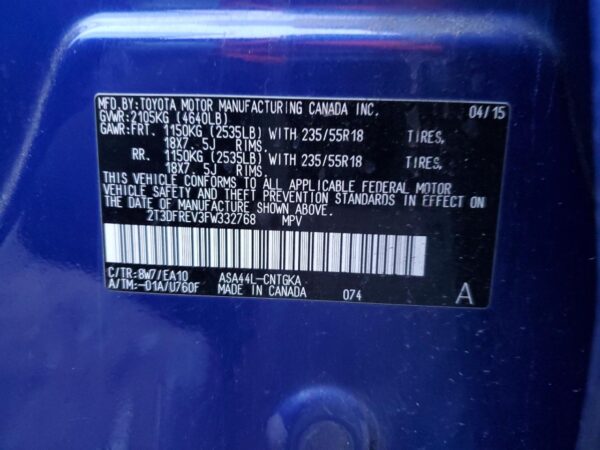 MFD.BY:TOYOTA MOTOR MANUFACTURING CANADA INC. 04/15
GVWR:2105KG (4640LB)
GAWR:FRT. 1150KG (2535LB) WITH 235/55R18 TIRES,
18X7. 5J RIMS.
RR. 1150KG (2535LB) WITH 235/55R18 TIRES,
18X7. 5J RIMS.
THIS VEHICLE CONFORMS TO ALL APPLICABLE FEDERAL MOTOR
VEHICLE SAFETY AND THEFT PREVENTION STANDARDS IN EFFECT ON
THE DATE OF MANUFACTURE SHOWN ABOVE.
2T3DFREV3FW332768 MPV
C/TR:8W7/EA10 ASA44L-CNTGKA
A/TM:-01A/U760F MADE IN CANADA 074 A